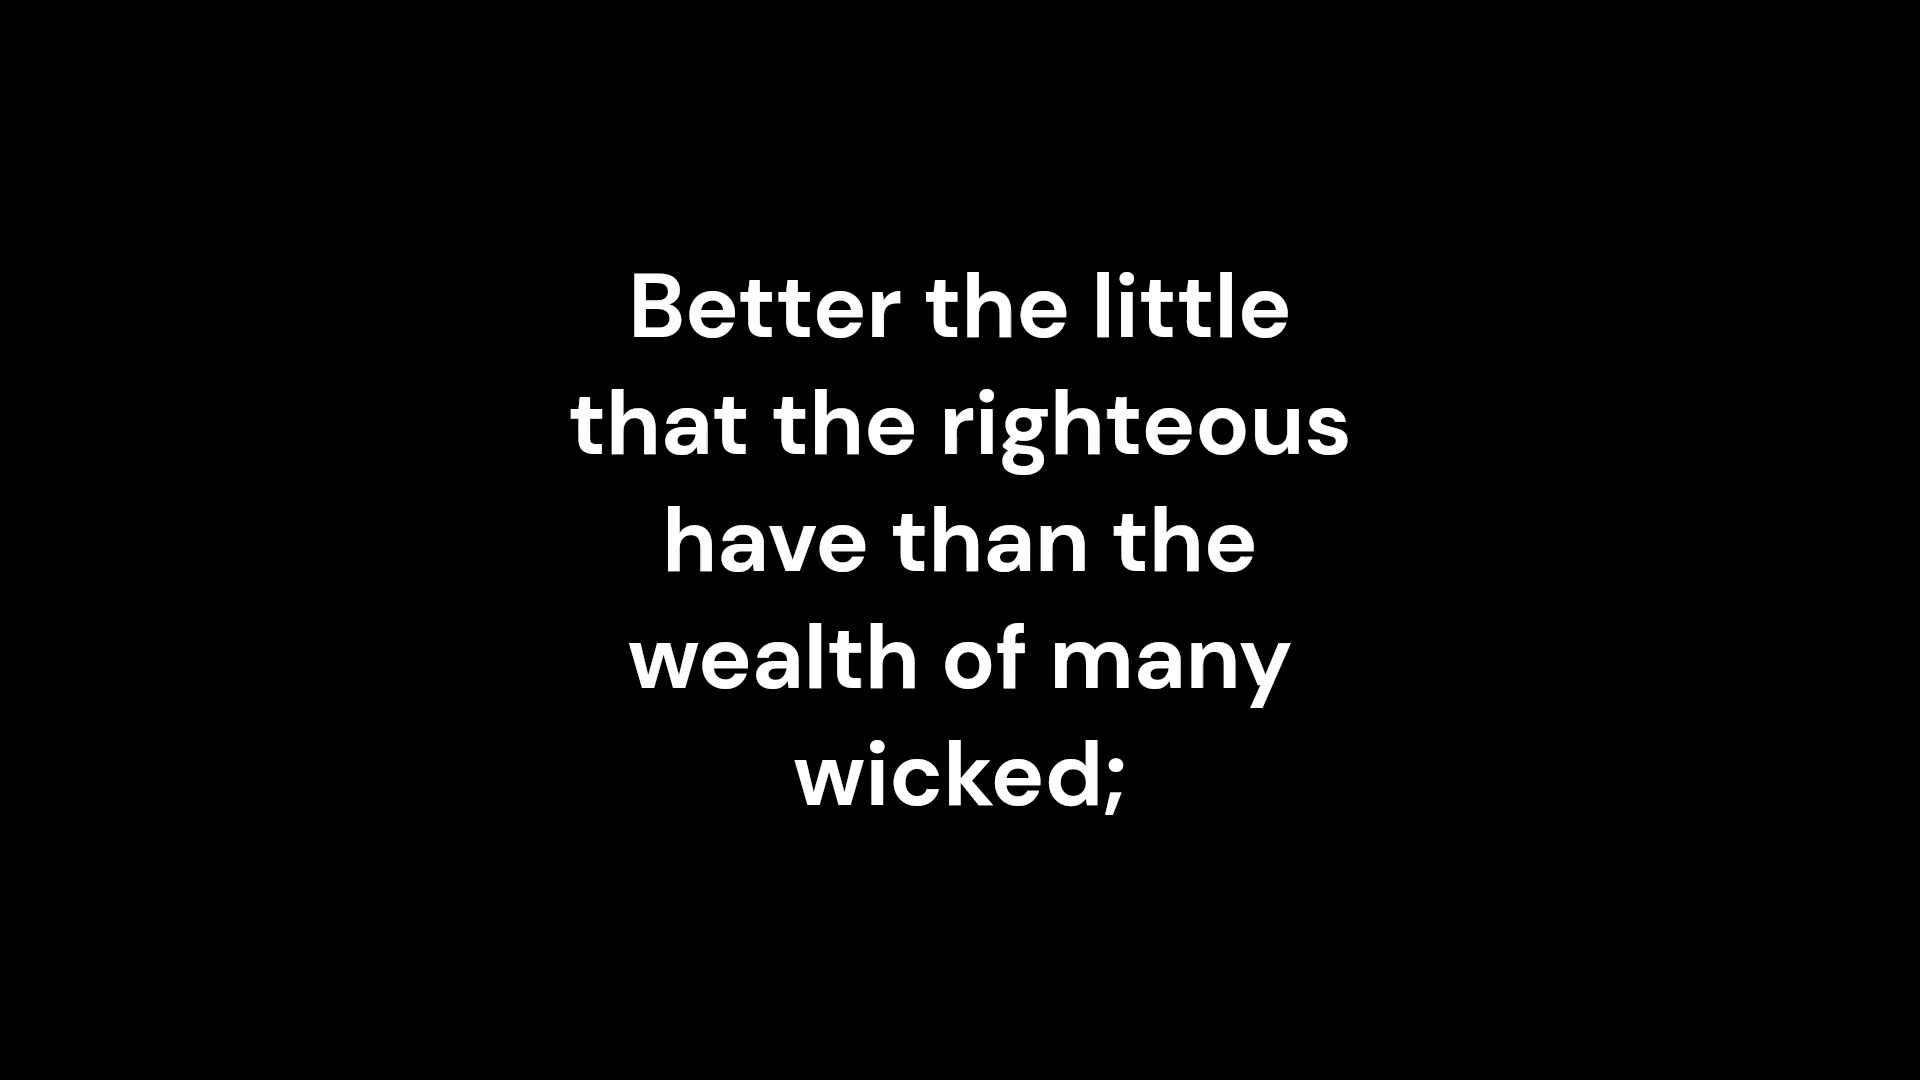 Better the little
that the righteous
have than the
wealth of many
wicked;